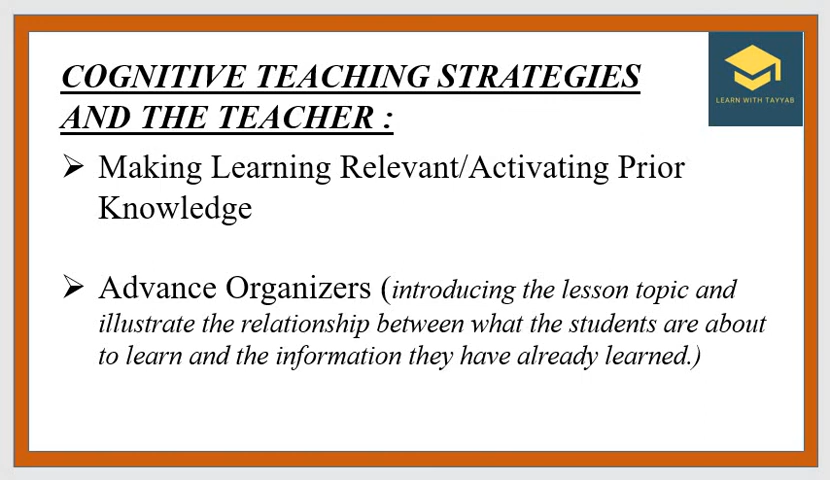 COGNITIVE TEACHING STRATEGIES
AND THE TEACHER :
LEARN WITH TAYYAB
➢ Making Learning Relevant/Activating Prior
Knowledge
➢ Advance Organizers (introducing the lesson topic and
illustrate the relationship between what the students are about
to learn and the information they have already learned.)